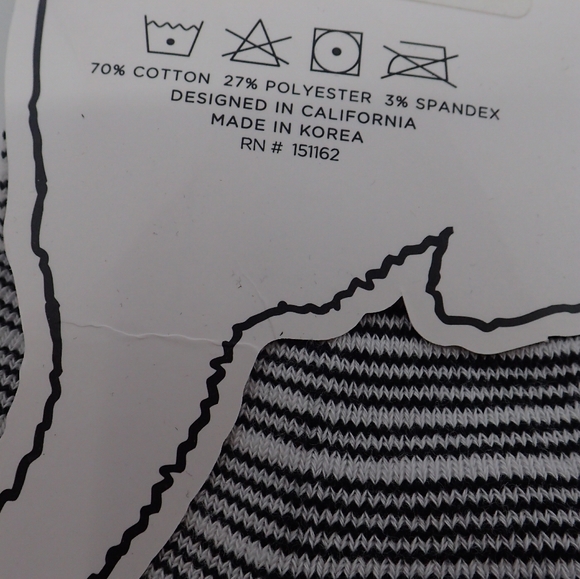 70% COTTON 27% POLYESTER 3% SPANDEX
DESIGNED IN CALIFORNIA
MADE IN KOREA
RN # 151162